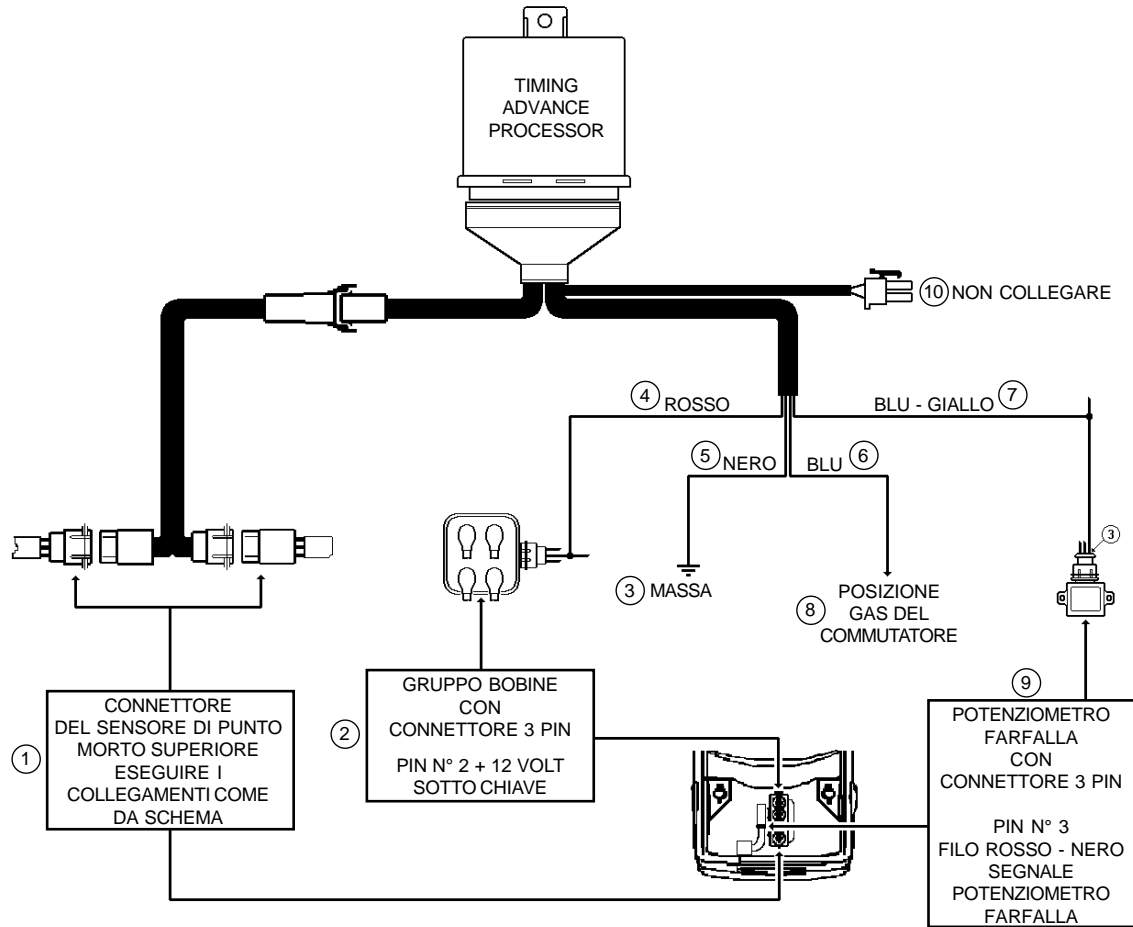 TIMING
ADVANCE
PROCESSOR
10 NON COLLEGARE
4 ROSSO
BLU - GIALLO 7
5 NERO
BLU 6
3
3 MASSA
8 POSIZIONE
GAS DEL
COMMUTATORE
1
CONNETTORE
DEL SENSORE DI PUNTO
MORTO SUPERIORE
ESEGUIRE I
COLLEGAMENTI COME
DA SCHEMA
2
GRUPPO BOBINE
CON
CONNETTORE 3 PIN
PIN N° 2 + 12 VOLT
SOTTO CHIAVE
9
POTENZIOMETRO
FARFALLA
CON
CONNETTORE 3 PIN
PIN N° 3
FILO ROSSO - NERO
SEGNALE
POTENZIOMETRO
FARFALLA